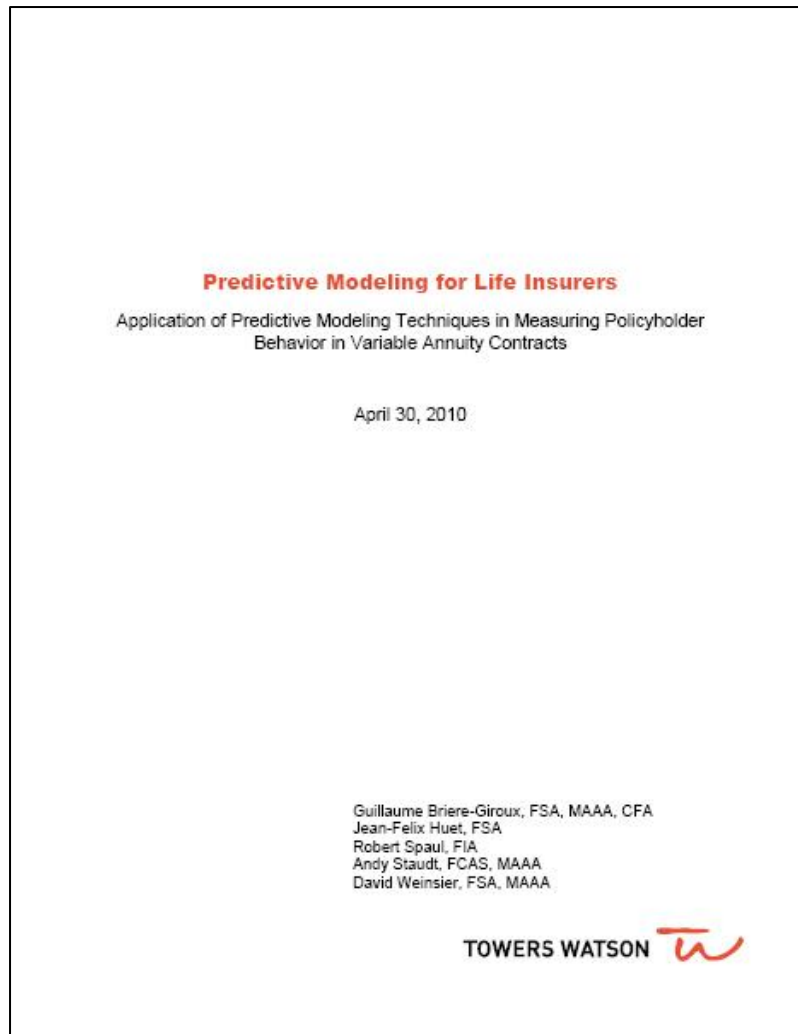 Predictive Modeling for Life Insurers
Application of Predictive Modeling Techniques in Measuring Policyholder
Behavior in Variable Annuity Contracts
April 30, 2010
Guillaume Briere-Giroux, FSA, MAAA, CFA
Jean-Felix Huet, FSA
Robert Spaul, FIA
Andy Staudt, FCAS, MAAA
David Weinsier, FSA, MAAA
TOWERS WATSON